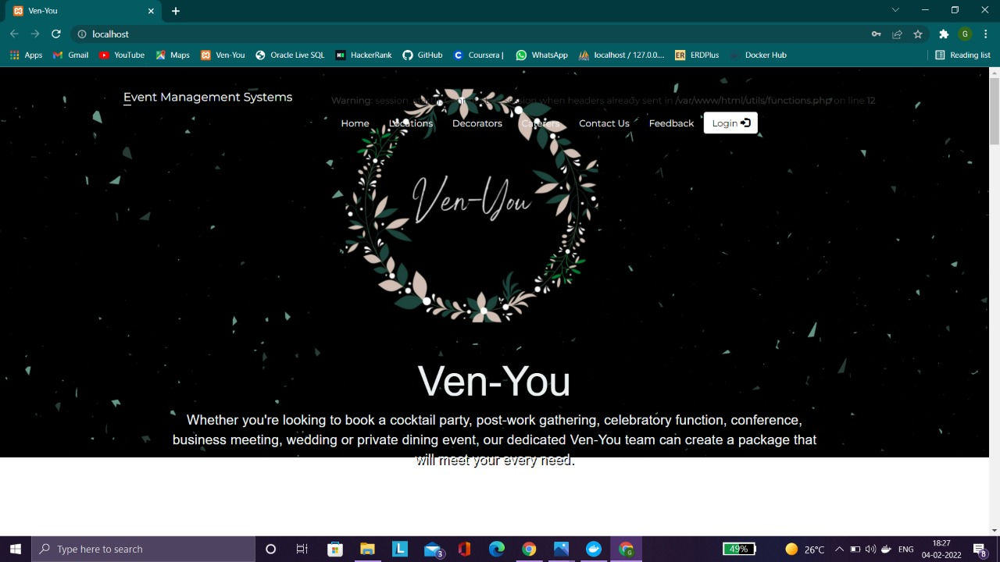 Ven-You
localhost
G
Apps
Gmail
YouTube
Maps
Ven-You
Oracle Live SQL
HackerRank
GitHub
Coursera |
WhatsApp
localhost / 127.0.0....
ER ERDPlus
Docker Hub
Reading list
Event Management Systems
Warning: session when headers already sent in /var/www/html/utils/functions.php on line 12
Home
Locations
Decorators
Caterers
Contact Us
Feedback
Login
Ven-You
Ven-You
Whether you're looking to book a cocktail party, post-work gathering, celebratory function, conference,
business meeting, wedding or private dining event, our dedicated Ven-You team can create a package that
will meet your every need.
Type here to search
L
3
G
49%
26°C
ENG
18:27
04-02-2022
8